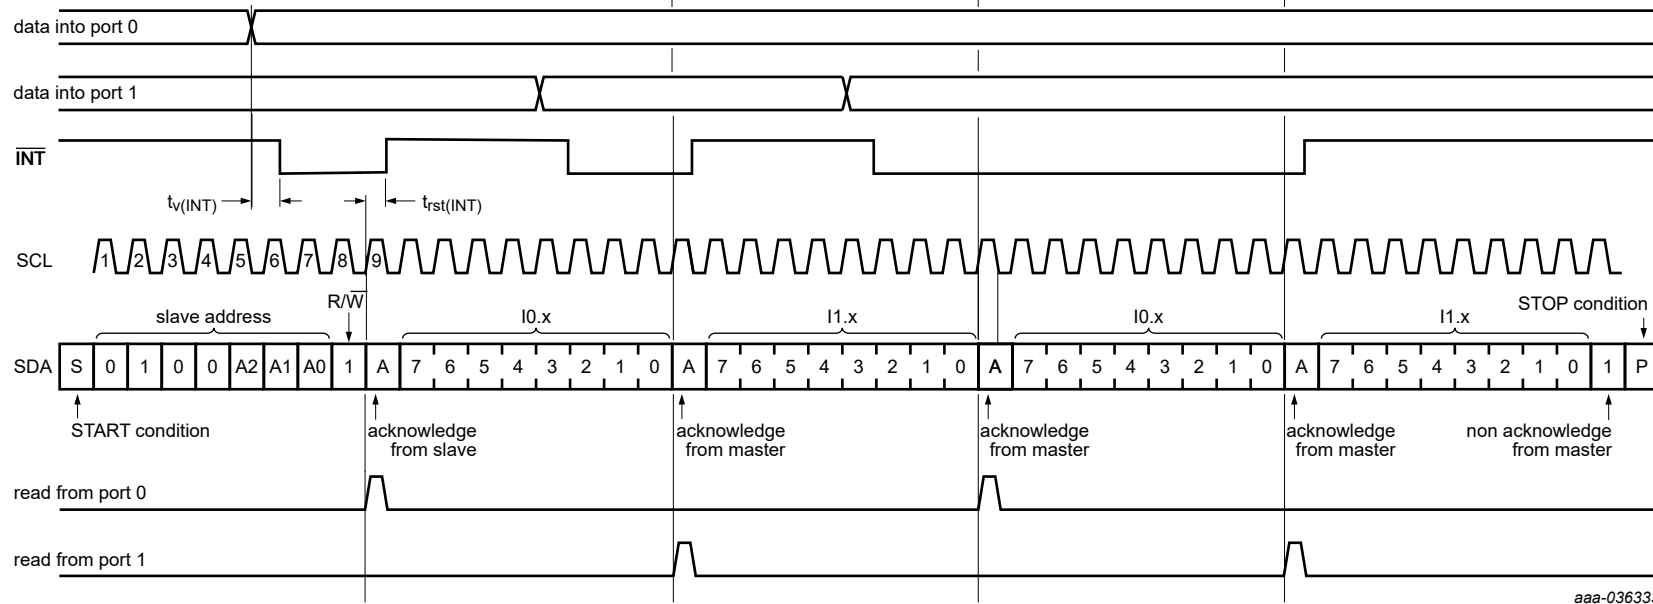 data into port 0
data into port 1
INT
tv(INT)
trst(INT)
SCL
1 2 3 4 5 6 7 8 9
R/W
STOP condition
slave address
I0.x
I1.x
I0.x
I1.x
SDA S 0 1 0 0 A2 A1 A0 1 A 7 6 5 4 3 2 1 0 A 7 6 5 4 3 2 1 0 A 7 6 5 4 3 2 1 0 A 7 6 5 4 3 2 1 0 1 P
START condition
acknowledge
from slave
acknowledge
from master
acknowledge
from master
acknowledge
from master
non acknowledge
from master
read from port 0
read from port 1